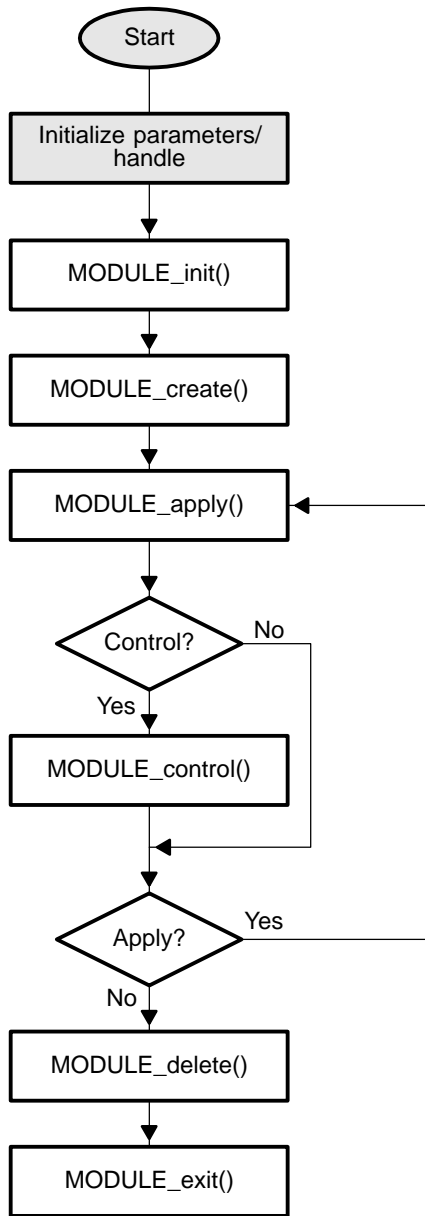 Start
Initialize parameters/
handle
MODULE_init()
MODULE_create()
MODULE_apply()
Control?
No
Yes
MODULE_control()
Apply?
Yes
No
MODULE_delete()
MODULE_exit()